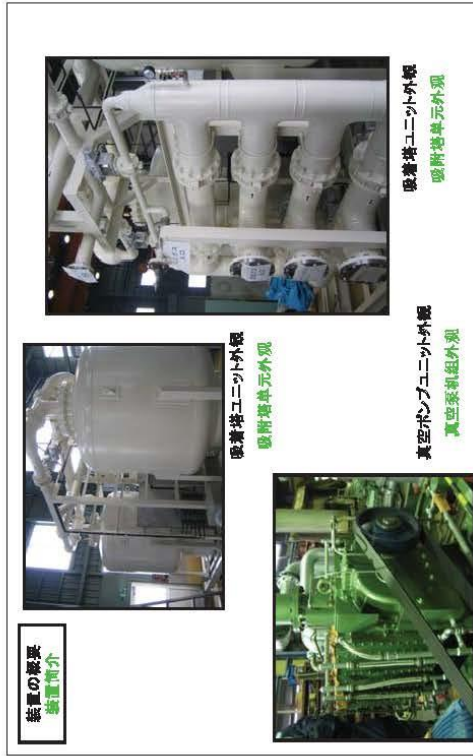 装置の概要
装置简介
吸着塔ユニット外観
吸附塔单元外观
吸着塔ユニット外観
吸附塔单元外观
真空ポンプユニット外観
真空泵机组外观